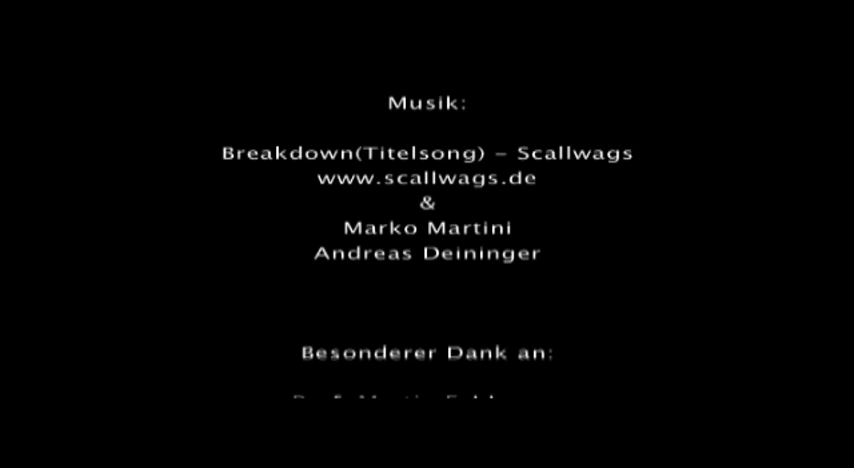 Musik:
Breakdown(Titelsong) – Scallwags
www.scallwags.de
&
Marko Martini
Andreas Deininger
Besonderer Dank an: